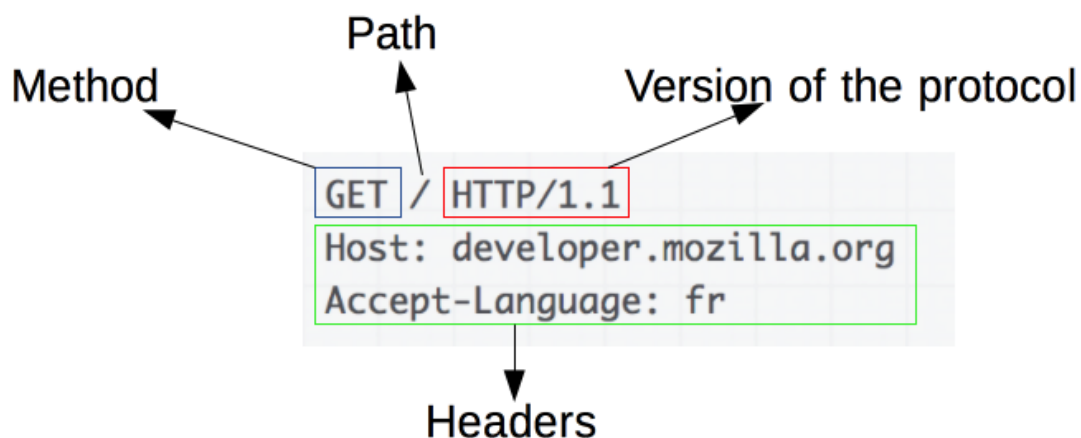 Path
Method
Version of the protocol
GET / HTTP/1.1
Host: developer.mozilla.org
Accept-Language: fr
Headers